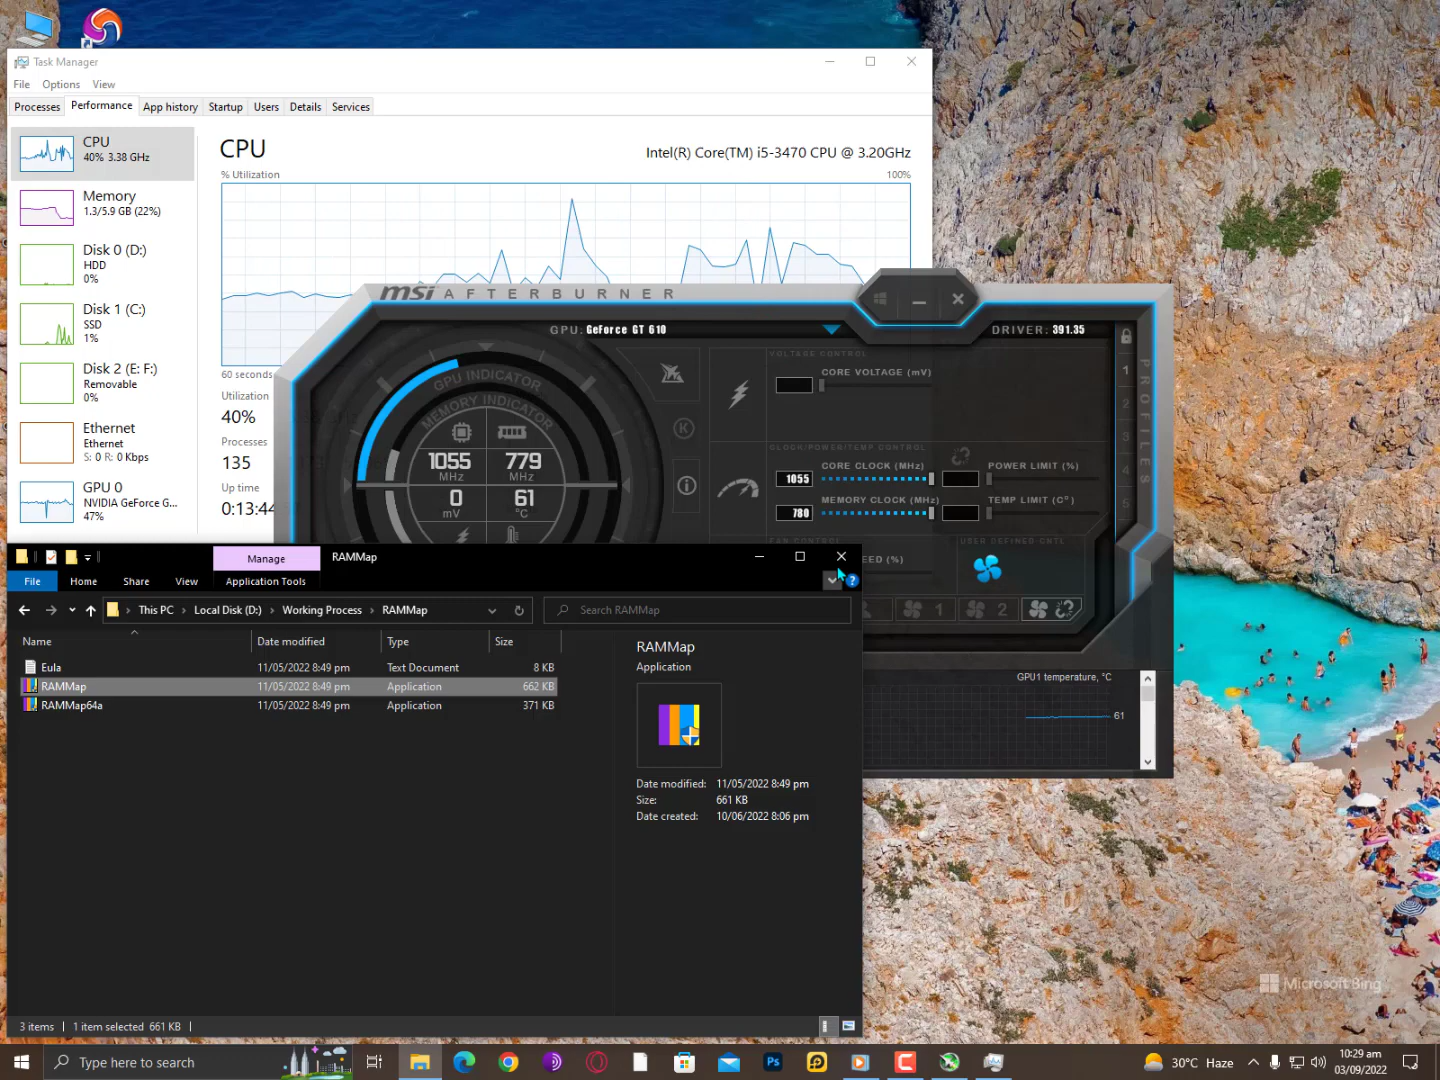 Task Manager
File Options View
Processes Performance App history Startup Users Details Services
CPU
40% 3.38 GHz
Memory
1.3/5.9 GB (22%)
Disk 0 (D:)
HDD
0%
Disk 1 (C:)
SSD
1%
Disk 2 (E: F:)
Removable
0%
Ethernet
Ethernet
S: 0 R: 0 Kbps
GPU 0
NVIDIA GeForce G...
47%
CPU
Intel(R) Core(TM) i5-3470 CPU @ 3.20GHz
% Utilization 100%
60 seconds
Utilization
40%
Processes
135
Up time
0:13:44
msi AFTERBURNER
GPU: GeForce GT 610
DRIVER: 391.35
GPU INDICATOR
MEMORY INDICATOR
1055 MHz
779 MHz
0 mV
61 °C
K
VOLTAGE CONTROL
CORE VOLTAGE (mV)
CLOCK/POWER/TEMP CONTROL
1055 CORE CLOCK (MHz)
POWER LIMIT (%)
780 MEMORY CLOCK (MHz)
TEMP LIMIT (C°)
USER DEFINED CNTL
EED (%)
1 2
1
2
3
4
5
PROFILES
GPU1 temperature, °C
61
Manage RAMMap
File Home Share View Application Tools
This PC > Local Disk (D:) > Working Process > RAMMap
Search RAMMap
Name Date modified Type Size
Eula 11/05/2022 8:49 pm Text Document 8 KB
RAMMap 11/05/2022 8:49 pm Application 662 KB
RAMMap64a 11/05/2022 8:49 pm Application 371 KB
RAMMap
Application
Date modified: 11/05/2022 8:49 pm
Size: 661 KB
Date created: 10/06/2022 8:06 pm
3 items 1 item selected 661 KB
Microsoft Bing
Type here to search
Ps
30°C Haze
10:29 am
03/09/2022